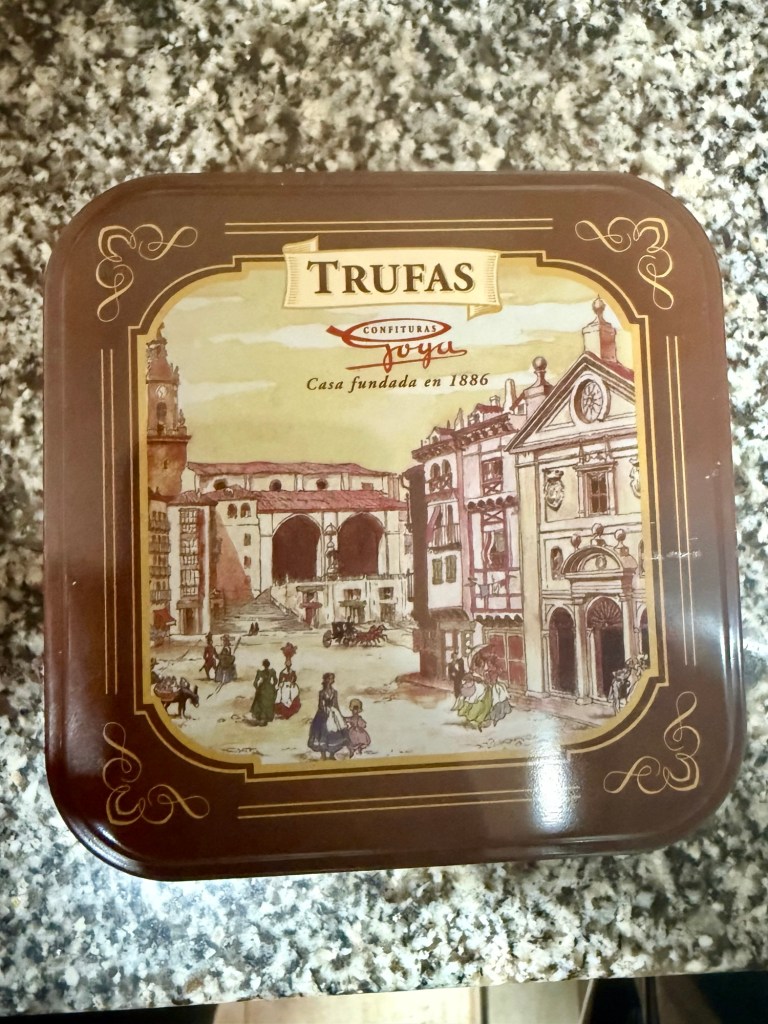 TRUFAS
CONFITURAS
Goya
Casa fundada en 1886